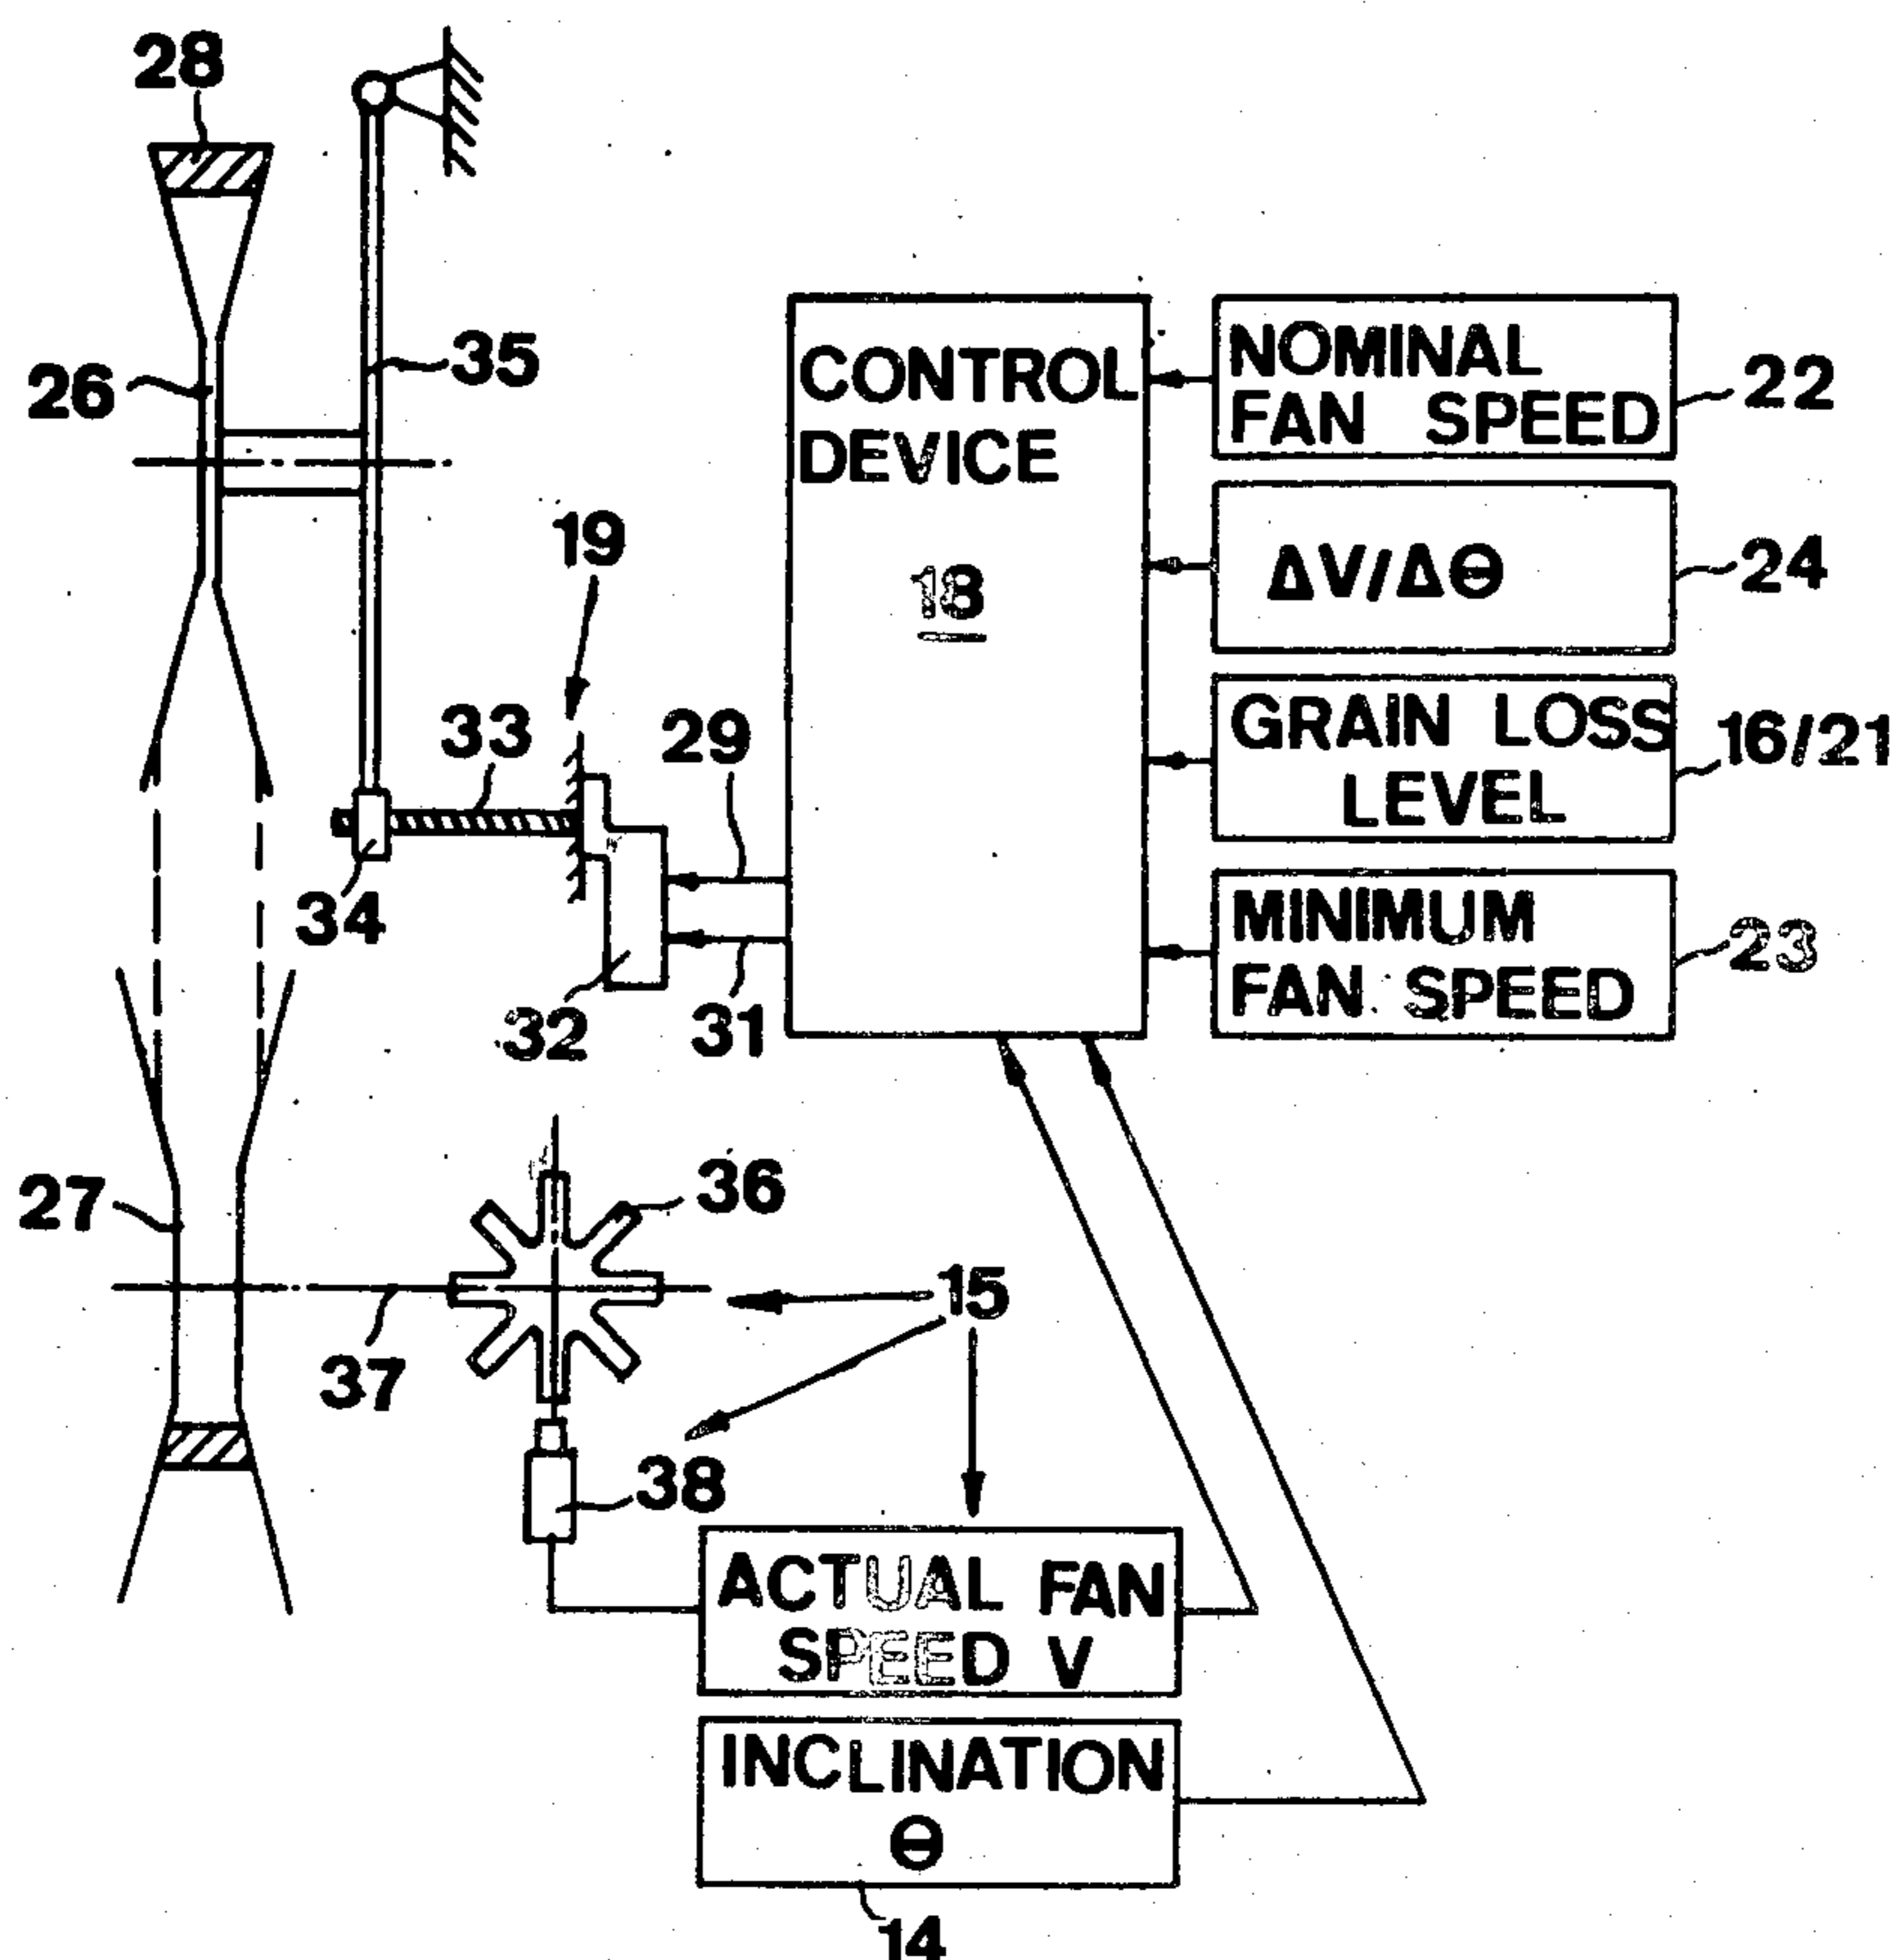 28
35
26
CONTROL
DEVICE
18
NOMINAL
FAN SPEED
22
ΔV/ΔΘ
24
GRAIN LOSS
LEVEL
16/21
MINIMUM
FAN SPEED
23
19
33
29
34
32
31
27
36
15
37
38
ACTUAL FAN
SPEED V
INCLINATION
Θ
14